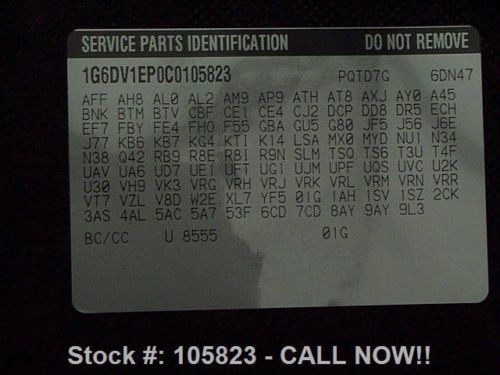 SERVICE PARTS IDENTIFICATION DO NOT REMOVE
1G6DV1EP0C0105823 PQTD7G 6DN47
AFF AH8 AL0 AL2 AM9 AP9 ATH AT8 AXJ AY0 A45
BNK BTM BTV CBF CE1 CE4 CJ2 DCP DD8 DR5 ECH
EF7 FBY FE4 FHO F55 GBA GU5 G80 JF5 J56 J6E
J77 KB6 KB7 KG4 KTI K14 LSA MX0 MYD NU1 N34
N38 Q42 RB9 R8E R8I R9N SLM TSQ TS6 T3U T4F
UAV UA6 UD7 UE1 UFT UG1 UJM UPF UQS UVC U2K
U30 VH9 VK3 VRG VRH VRJ VRK VRL VRM VRN VRR
VT7 VZL V8D W2E XL7 YF5 01G 1AH 1SV 1SZ 2CK
3AS 4AL 5AC 5A7 53F 6CD 7CD 8AY 9AY 9L3
BC/CC U 8555 01G
Stock #: 105823 - CALL NOW!!